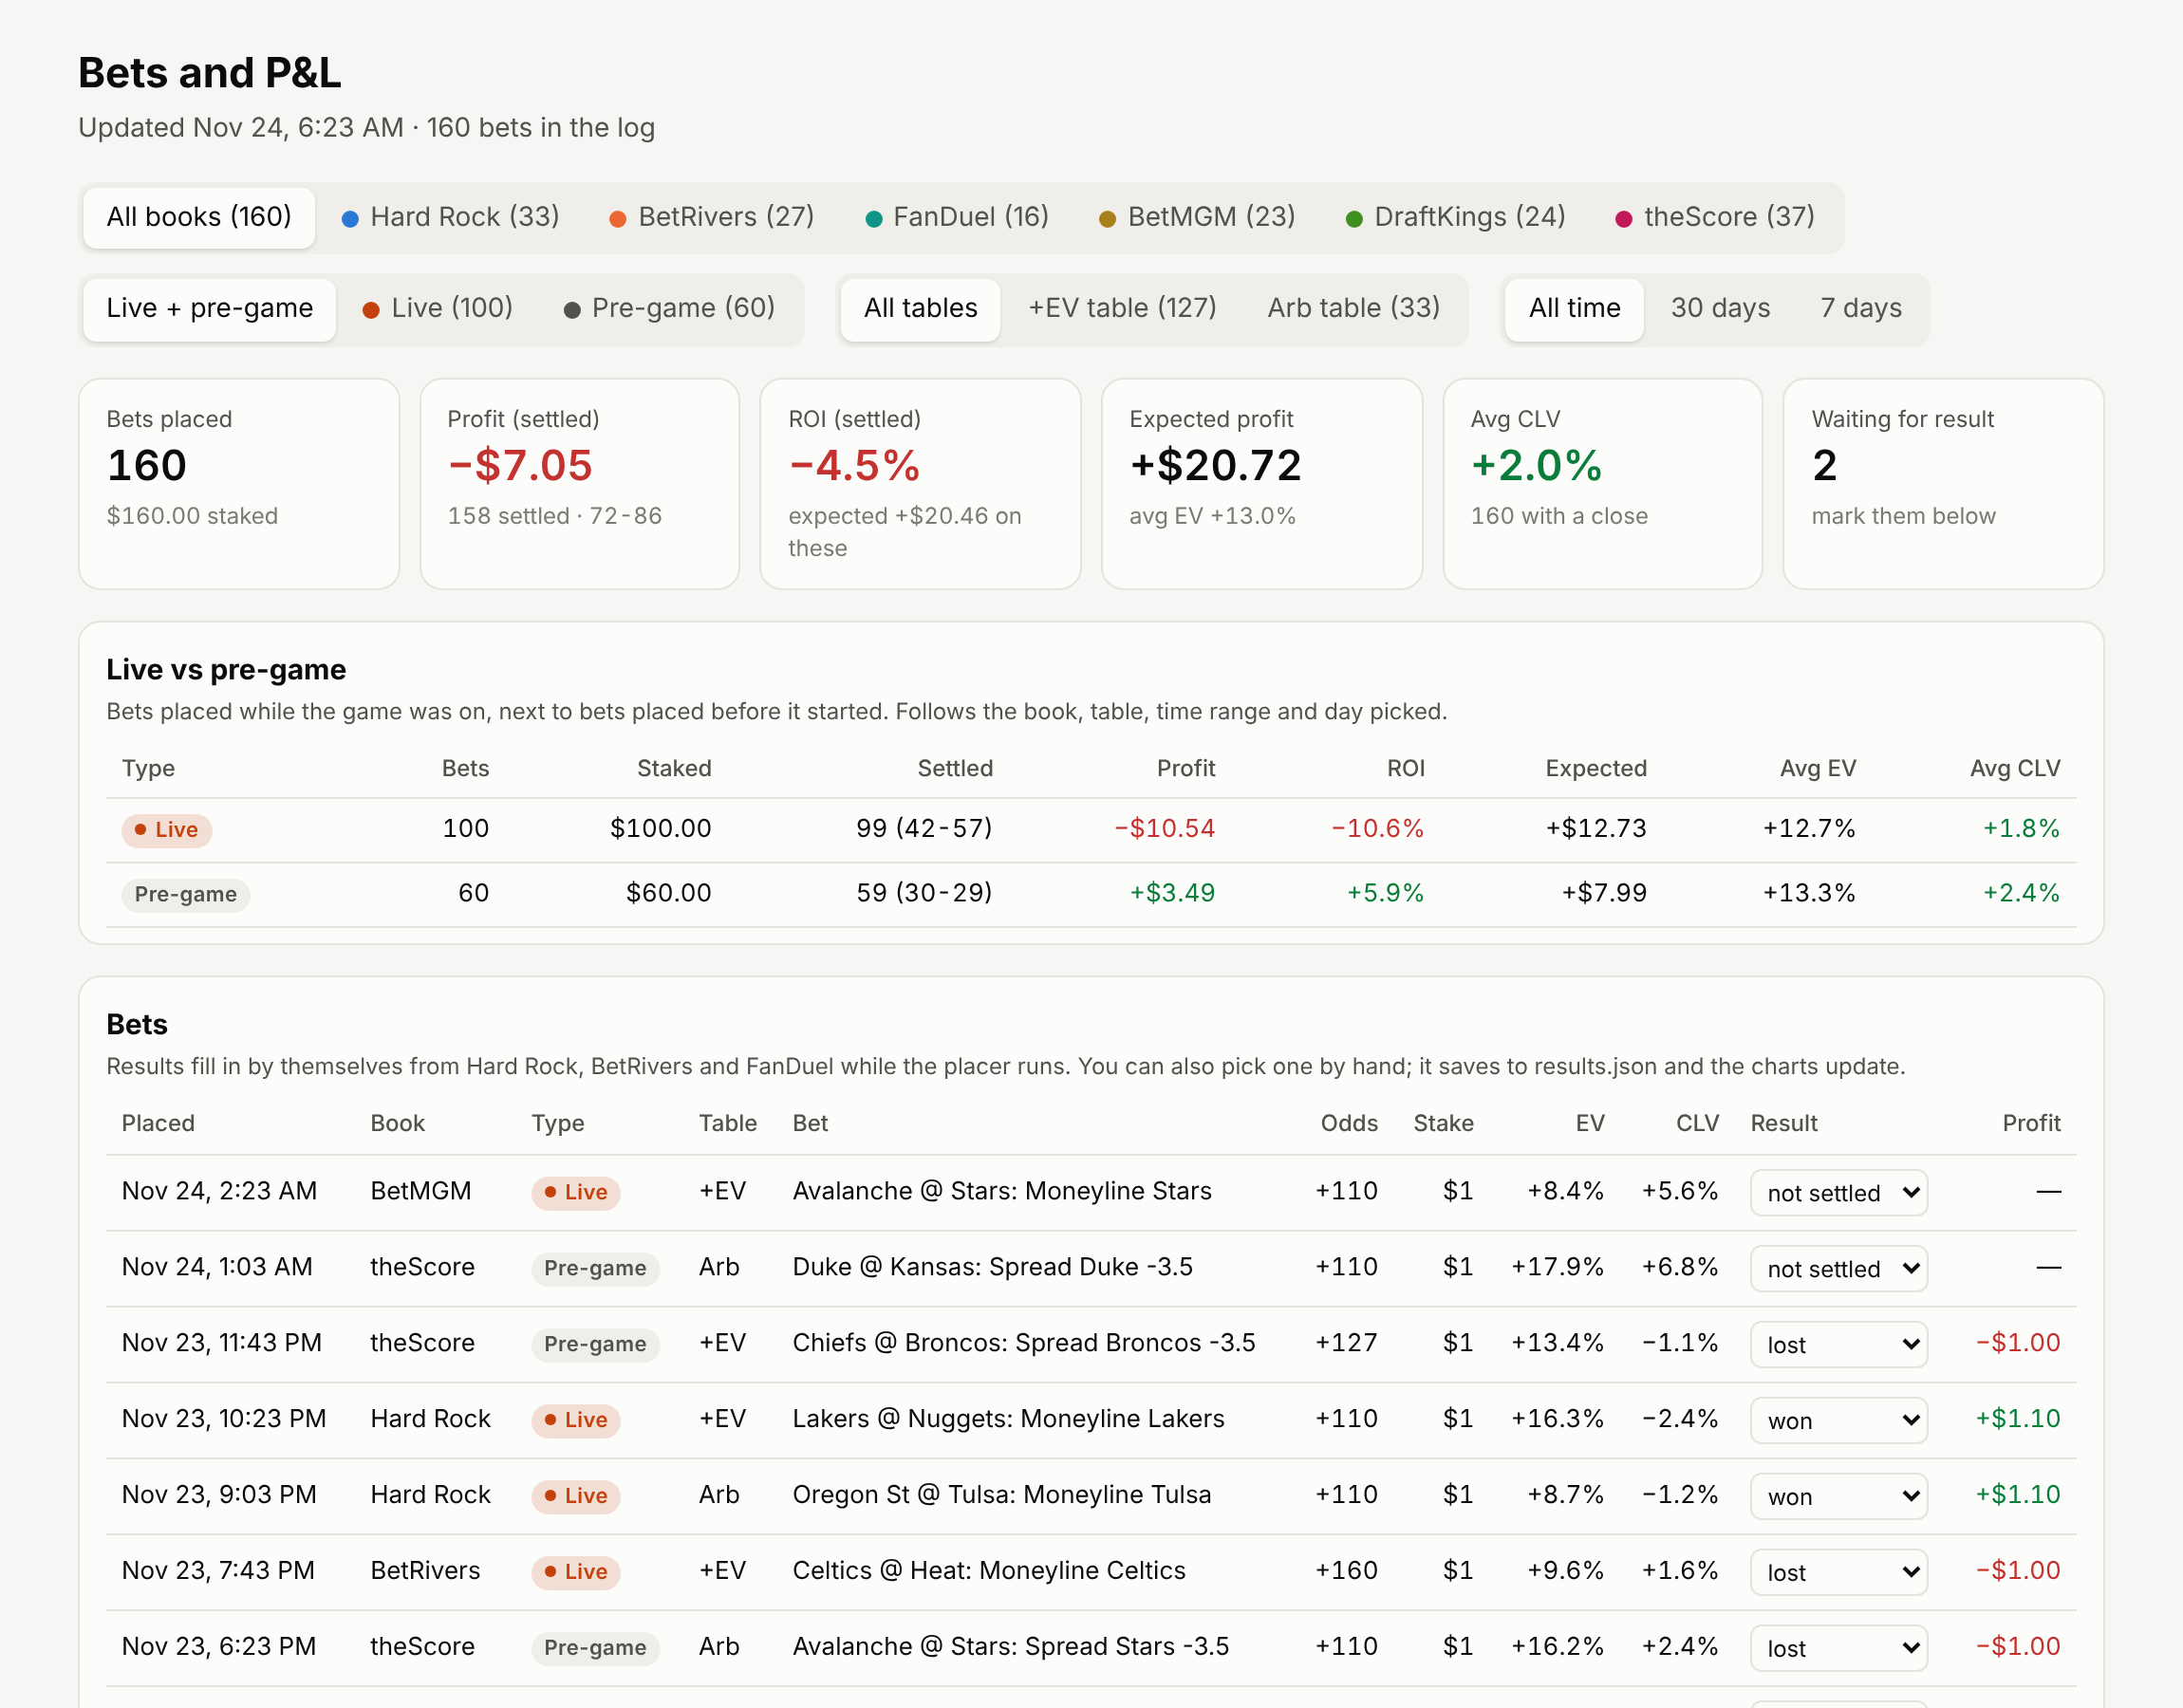 Bets and P&L
Updated Nov 24, 6:23 AM · 160 bets in the log
All books (160) Hard Rock (33) BetRivers (27) FanDuel (16) BetMGM (23) DraftKings (24) theScore (37)
Live + pre-game Live (100) Pre-game (60) All tables +EV table (127) Arb table (33) All time 30 days 7 days
Bets placed Profit (settled) ROI (settled) Expected profit Avg CLV Waiting for result
160 −$7.05 −4.5% +$20.72 +2.0% 2
$160.00 staked 158 settled · 72-86 expected +$20.46 on avg EV +13.0% 160 with a close mark them below
these
Live vs pre-game
Bets placed while the game was on, next to bets placed before it started. Follows the book, table, time range and day picked.
Type Bets Staked Settled Profit ROI Expected Avg EV Avg CLV
Live 100 $100.00 99 (42-57) −$10.54 −10.6% +$12.73 +12.7% +1.8%
Pre-game 60 $60.00 59 (30-29) +$3.49 +5.9% +$7.99 +13.3% +2.4%
Bets
Results fill in by themselves from Hard Rock, BetRivers and FanDuel while the placer runs. You can also pick one by hand; it saves to results.json and the charts update.
Placed Book Type Table Bet Odds Stake EV CLV Result Profit
Nov 24, 2:23 AM BetMGM Live +EV Avalanche @ Stars: Moneyline Stars +110 $1 +8.4% +5.6% not settled —
Nov 24, 1:03 AM theScore Pre-game Arb Duke @ Kansas: Spread Duke -3.5 +110 $1 +17.9% +6.8% not settled —
Nov 23, 11:43 PM theScore Pre-game +EV Chiefs @ Broncos: Spread Broncos -3.5 +127 $1 +13.4% −1.1% lost −$1.00
Nov 23, 10:23 PM Hard Rock Live +EV Lakers @ Nuggets: Moneyline Lakers +110 $1 +16.3% −2.4% won +$1.10
Nov 23, 9:03 PM Hard Rock Live Arb Oregon St @ Tulsa: Moneyline Tulsa +110 $1 +8.7% −1.2% won +$1.10
Nov 23, 7:43 PM BetRivers Live +EV Celtics @ Heat: Moneyline Celtics +160 $1 +9.6% +1.6% lost −$1.00
Nov 23, 6:23 PM theScore Pre-game Arb Avalanche @ Stars: Spread Stars -3.5 +110 $1 +16.2% +2.4% lost −$1.00